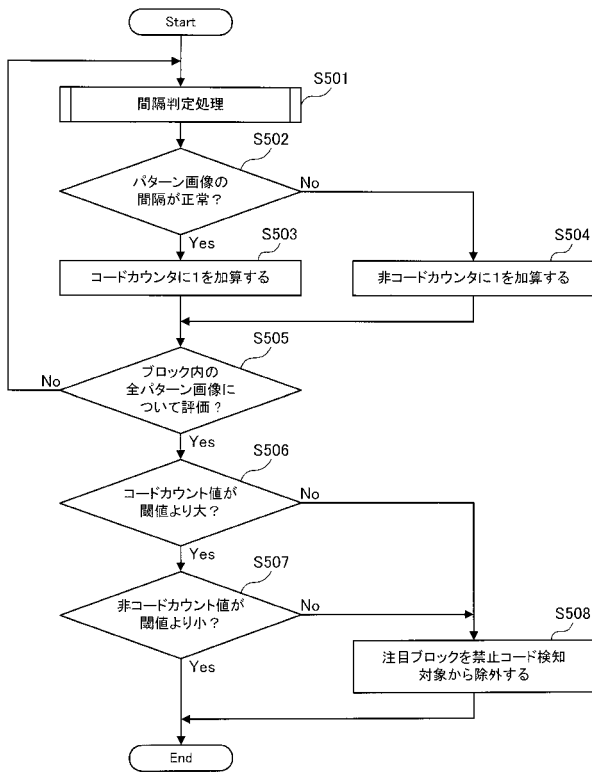 Start
S501
間隔判定処理
S502
パターン画像の
間隔が正常?
No
Yes
S503
コードカウンタに1を加算する
S504
非コードカウンタに1を加算する
S505
ブロック内の
全パターン画像に
ついて評価?
No
Yes
S506
コードカウント値が
閾値より大?
No
Yes
S507
非コードカウント値が
閾値より小?
No
Yes
S508
注目ブロックを禁止コード検知
対象から除外する
End